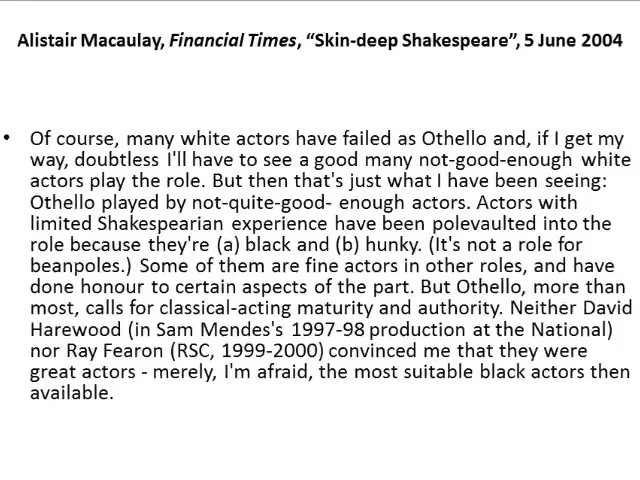 Alistair Macaulay, Financial Times, “Skin-deep Shakespeare”, 5 June 2004
• Of course, many white actors have failed as Othello and, if I get my
way, doubtless I'll have to see a good many not-good-enough white
actors play the role. But then that's just what I have been seeing:
Othello played by not-quite-good- enough actors. Actors with
limited Shakespearian experience have been polevaulted into the
role because they're (a) black and (b) hunky. (It's not a role for
beanpoles.) Some of them are fine actors in other roles, and have
done honour to certain aspects of the part. But Othello, more than
most, calls for classical-acting maturity and authority. Neither David
Harewood (in Sam Mendes's 1997-98 production at the National)
nor Ray Fearon (RSC, 1999-2000) convinced me that they were
great actors - merely, I'm afraid, the most suitable black actors then
available.